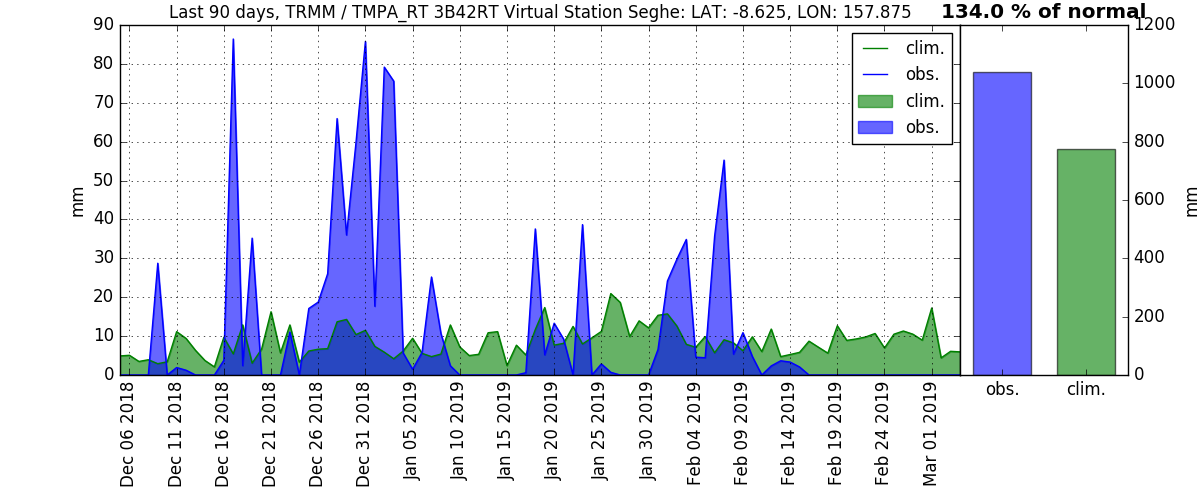 Last 90 days, TRMM / TMPA_RT 3B42RT Virtual Station Seghe: LAT: -8.625, LON: 157.875
134.0 % of normal
90
80
70
60
50
40
30
20
10
0
mm
clim.
obs.
clim.
obs.
Dec 06 2018
Dec 11 2018
Dec 16 2018
Dec 21 2018
Dec 26 2018
Dec 31 2018
Jan 05 2019
Jan 10 2019
Jan 15 2019
Jan 20 2019
Jan 25 2019
Jan 30 2019
Feb 04 2019
Feb 09 2019
Feb 14 2019
Feb 19 2019
Feb 24 2019
Mar 01 2019
1200
1000
800
600
400
200
0
mm
obs.
clim.